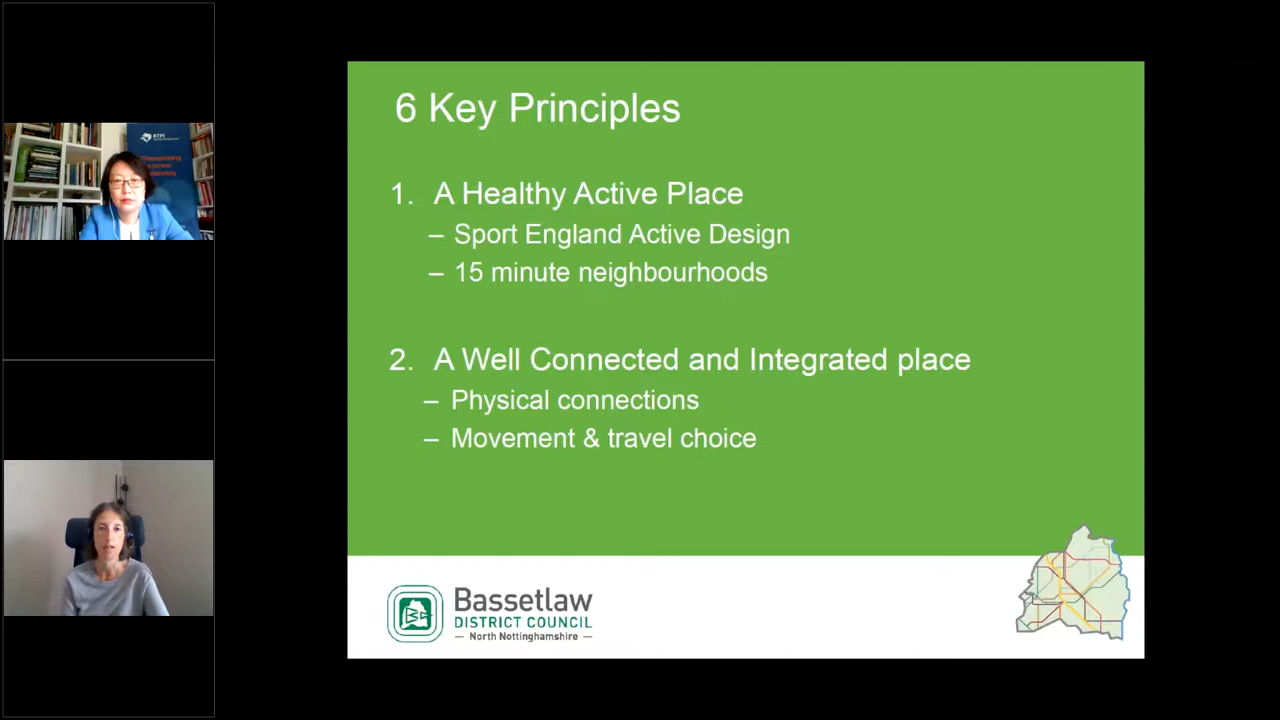 RTPI
6 Key Principles
1. A Healthy Active Place
– Sport England Active Design
– 15 minute neighbourhoods
2. A Well Connected and Integrated place
– Physical connections
– Movement & travel choice
Bassetlaw
DISTRICT COUNCIL
— North Nottinghamshire —